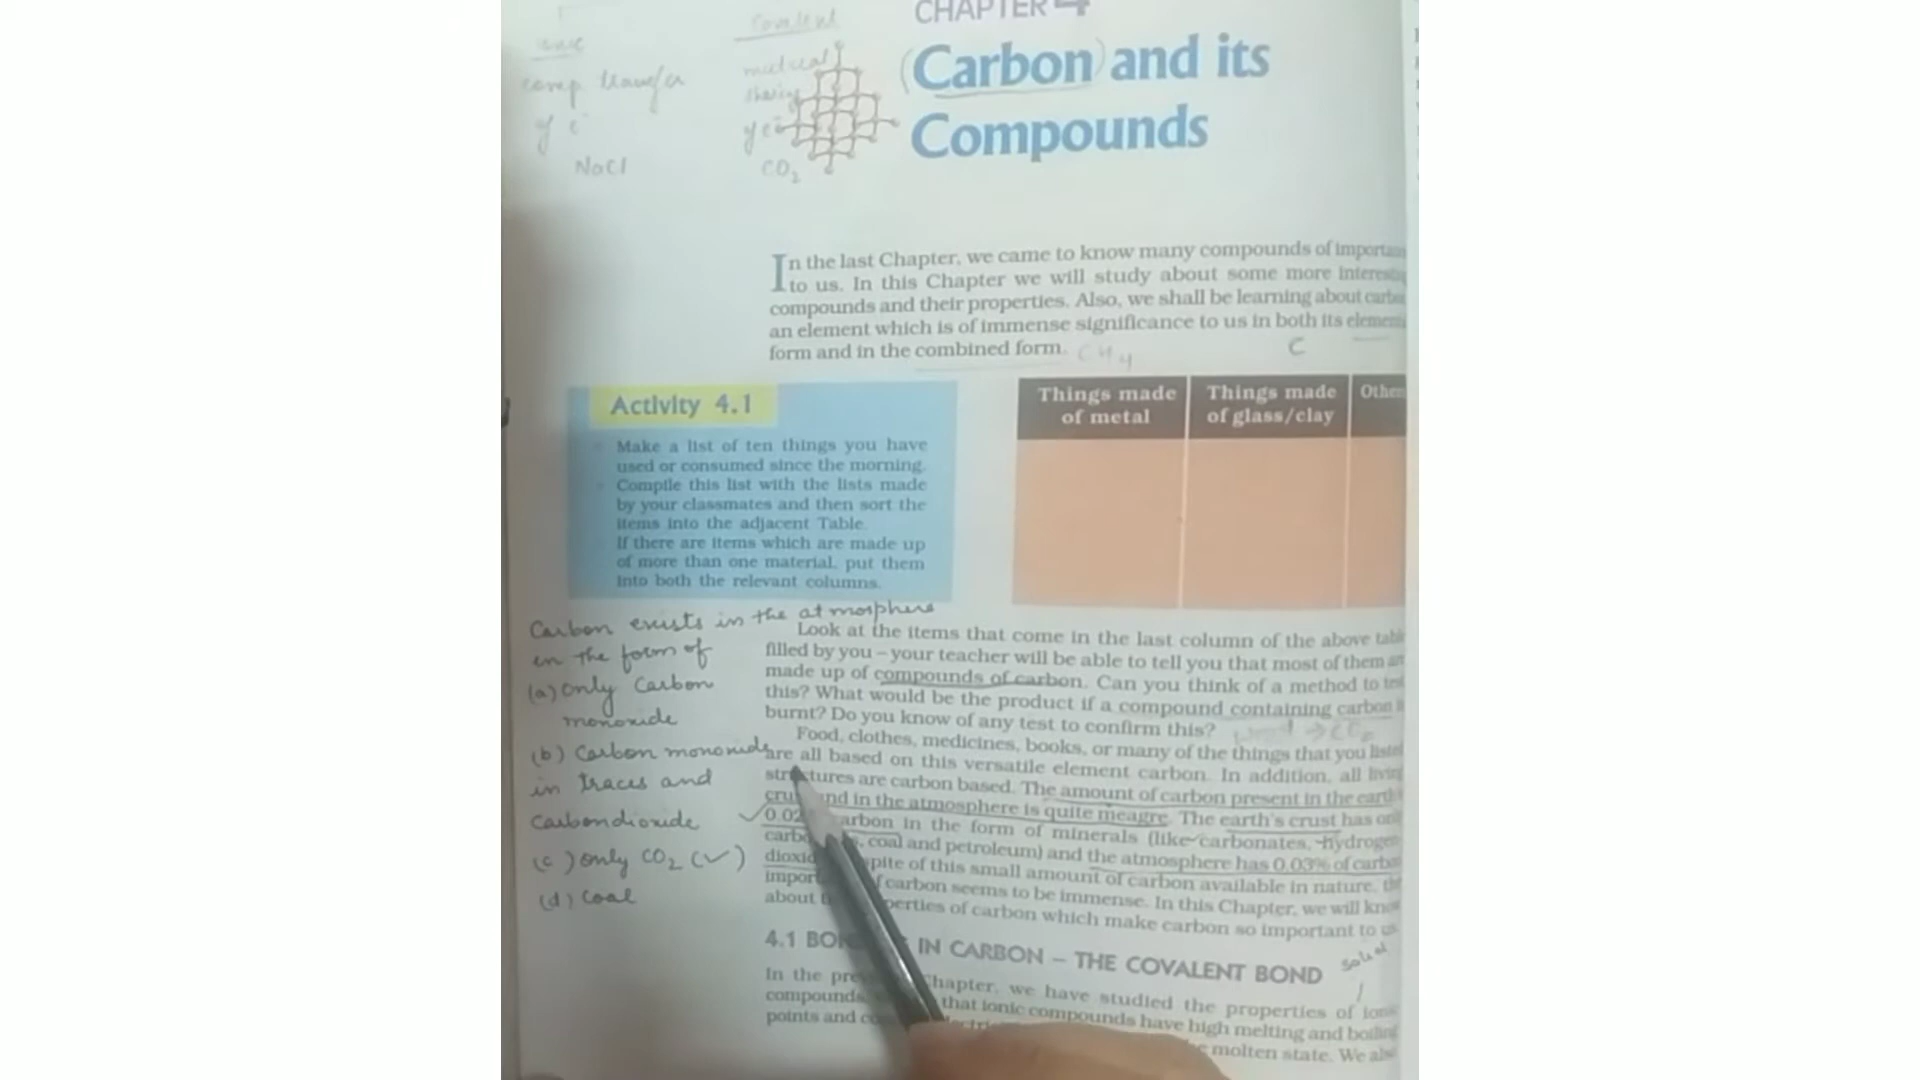 CHAPTER 4
Carbon and its
Compounds
Covalent
comp transfer
NaCl
mutual
sharing
CO2
In the last Chapter, we came to know many compounds of
to us. In this Chapter we will study about some more
compounds and their properties. Also, we shall be learning about
an element which is of immense significance to us in both its
form and in the combined form. CH4
C
Activity 4.1
Make a list of ten things you have
used or consumed since the morning.
Compile this list with the lists made
by your classmates and then sort the
items into the adjacent Table.
If there are items which are made up
of more than one material, put them
into both the relevant columns.
Things made
of metal
Things made
of glass/clay
Carbon exists in the atmosphere
in the form of
(a) only Carbon
monoxide
(b) Carbon monoxide
in traces and
carbondioxide
(c) only CO2 (✓)
(d) Coal
Look at the items that come in the last column of the above
filled by you – your teacher will be able to tell you that most of them
made up of compounds of carbon. Can you think of a method to
this? What would be the product if a compound containing carbon
burnt? Do you know of any test to confirm this?
Food, clothes, medicines, books, or many of the things that you
are all based on this versatile element carbon. In addition, all
structures are carbon based. The amount of carbon present in the
and in the atmosphere is quite meagre. The earth's crust has
carbon in the form of minerals (like carbonates,
coal and petroleum) and the atmosphere has 0.03% of
spite of this small amount of carbon available in nature,
of carbon seems to be immense. In this Chapter, we will
about properties of carbon which make carbon so important to us
4.1 IN CARBON – THE COVALENT BOND
In the Chapter, we have studied the properties of
compounds that ionic compounds have high melting and
points and
molten state. We